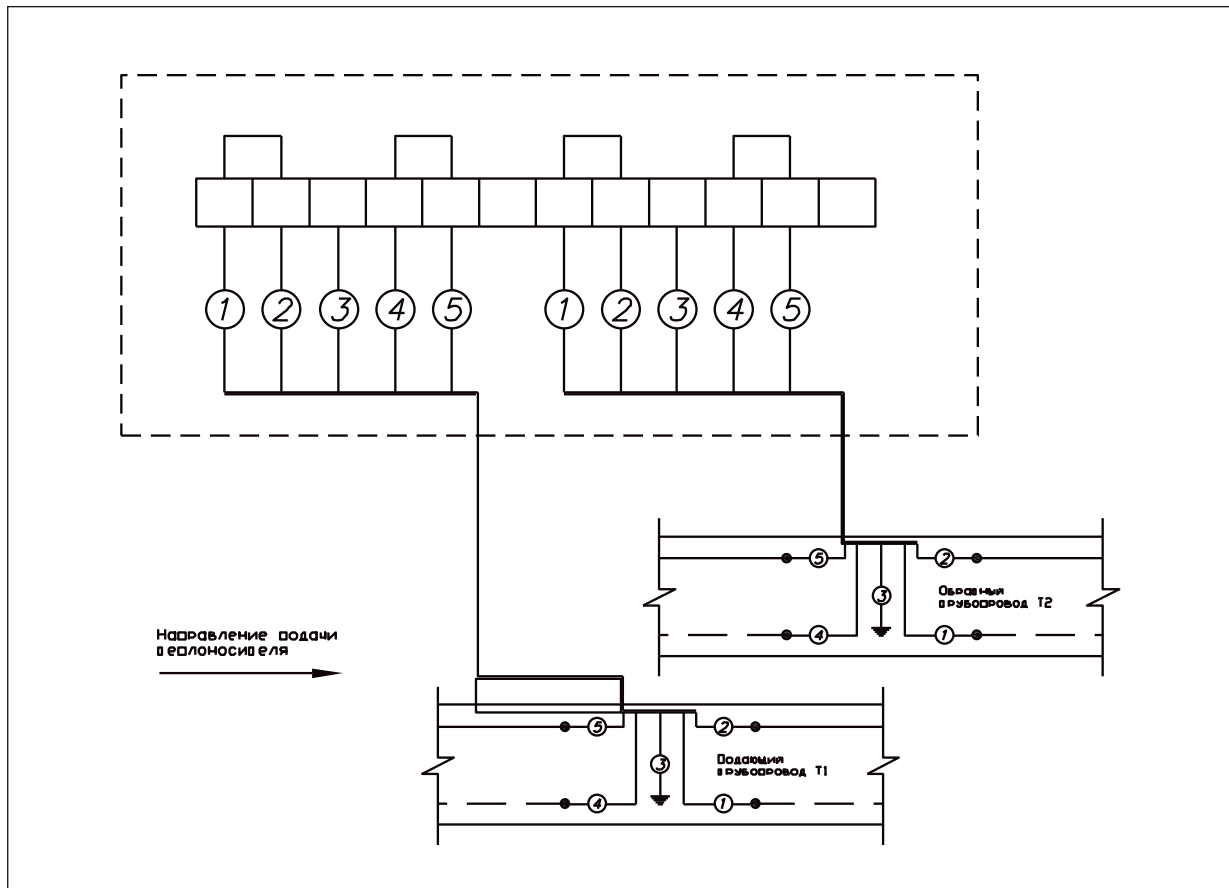 1 2 3 4 5 1 2 3 4 5
5 2
3
Обратный
трубопровод Т2
4 1
Направление подачи
теплоносителя
5 2
3
Подающий
трубопровод Т1
4 1